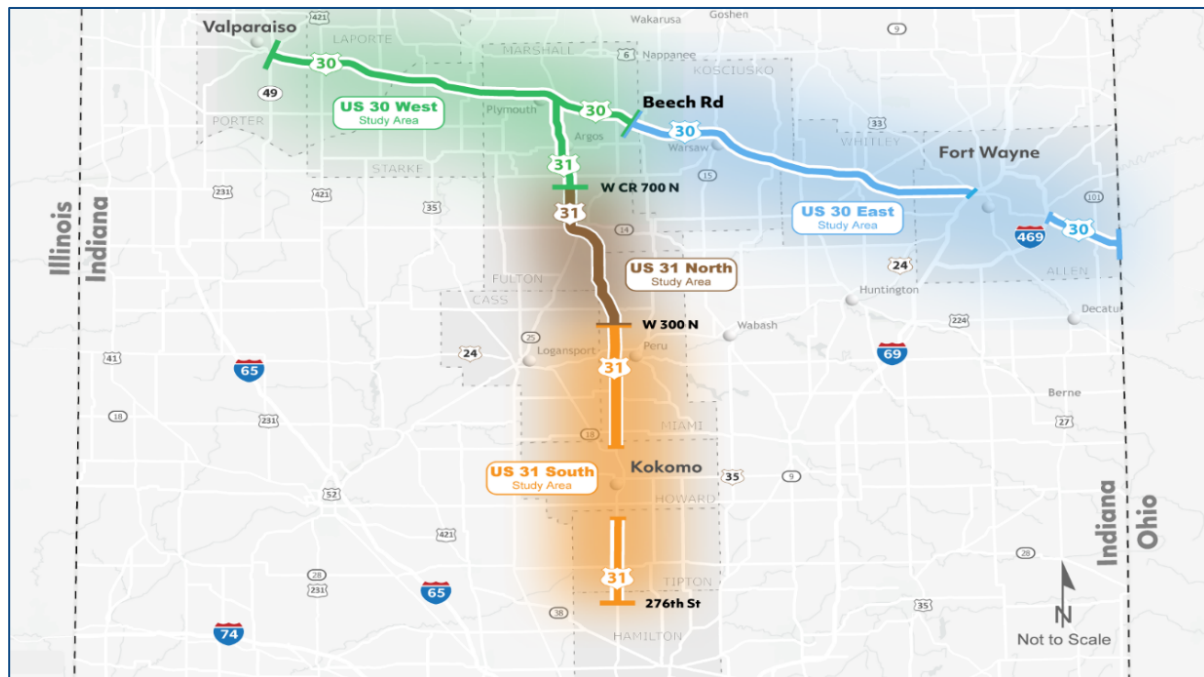 421
Wakarusa
Goshen
9
Valparaiso
LAPORTE
MARSHALL
6
Nappanee
30
KOSCIUSKO
49
US 30 West
Study Area
Plymouth
30
Beech Rd
PORTER
Argos
30
33
Warsaw
WHITLEY
Fort Wayne
STARKE
31
15
W CR 700 N
231
421
35
31
US 30 East
Study Area
101
30
469
14
Illinois
Indiana
US 31 North
Study Area
24
ALLEN
FULTON
CASS
Huntington
W 300 N
224
Decatu
Wabash
25
41
24
Logansport
31
Peru
69
65
Berne
18
231
MIAMI
27
18
US 31 South
Study Area
Kokomo
35
9
52
HOWARD
Indiana
Ohio
421
28
28
231
65
31
TIPTON
276th St
38
35
N
74
HAMILTON
Not to Scale